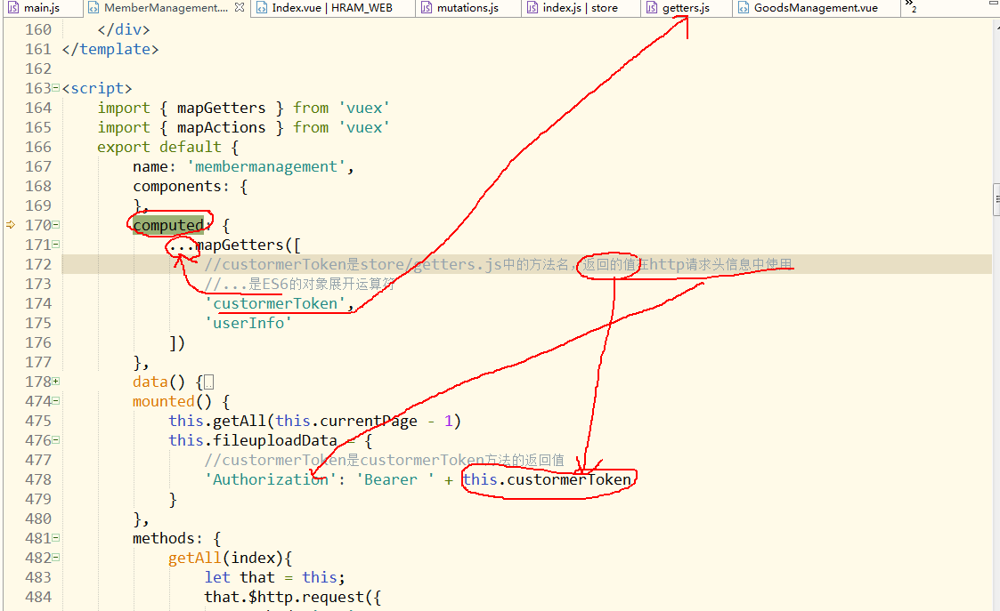 main.js MemberManagement.... Index.vue | HRAM_WEB mutations.js index.js | store getters.js GoodsManagement.vue »2
160 </div>
161 </template>
162
163 <script>
164 import { mapGetters } from 'vuex'
165 import { mapActions } from 'vuex'
166 export default {
167 name: 'membermanagement',
168 components: {
169 },
170 computed: {
171 ...mapGetters([
172 //custormerToken是store/getters.js中的方法名，返回的值在http请求头信息中使用
173 //...是ES6的对象展开运算符
174 'custormerToken',
175 'userInfo'
176 ])
177 },
178 data() {..
474 mounted() {
475 this.getAll(this.currentPage - 1)
476 this.fileuploadData = {
477 //custormerToken是custormerToken方法的返回值
478 'Authorization': 'Bearer ' + this.custormerToken
479 }
480 },
481 methods: {
482 getAll(index){
483 let that = this;
484 that.$http.request({